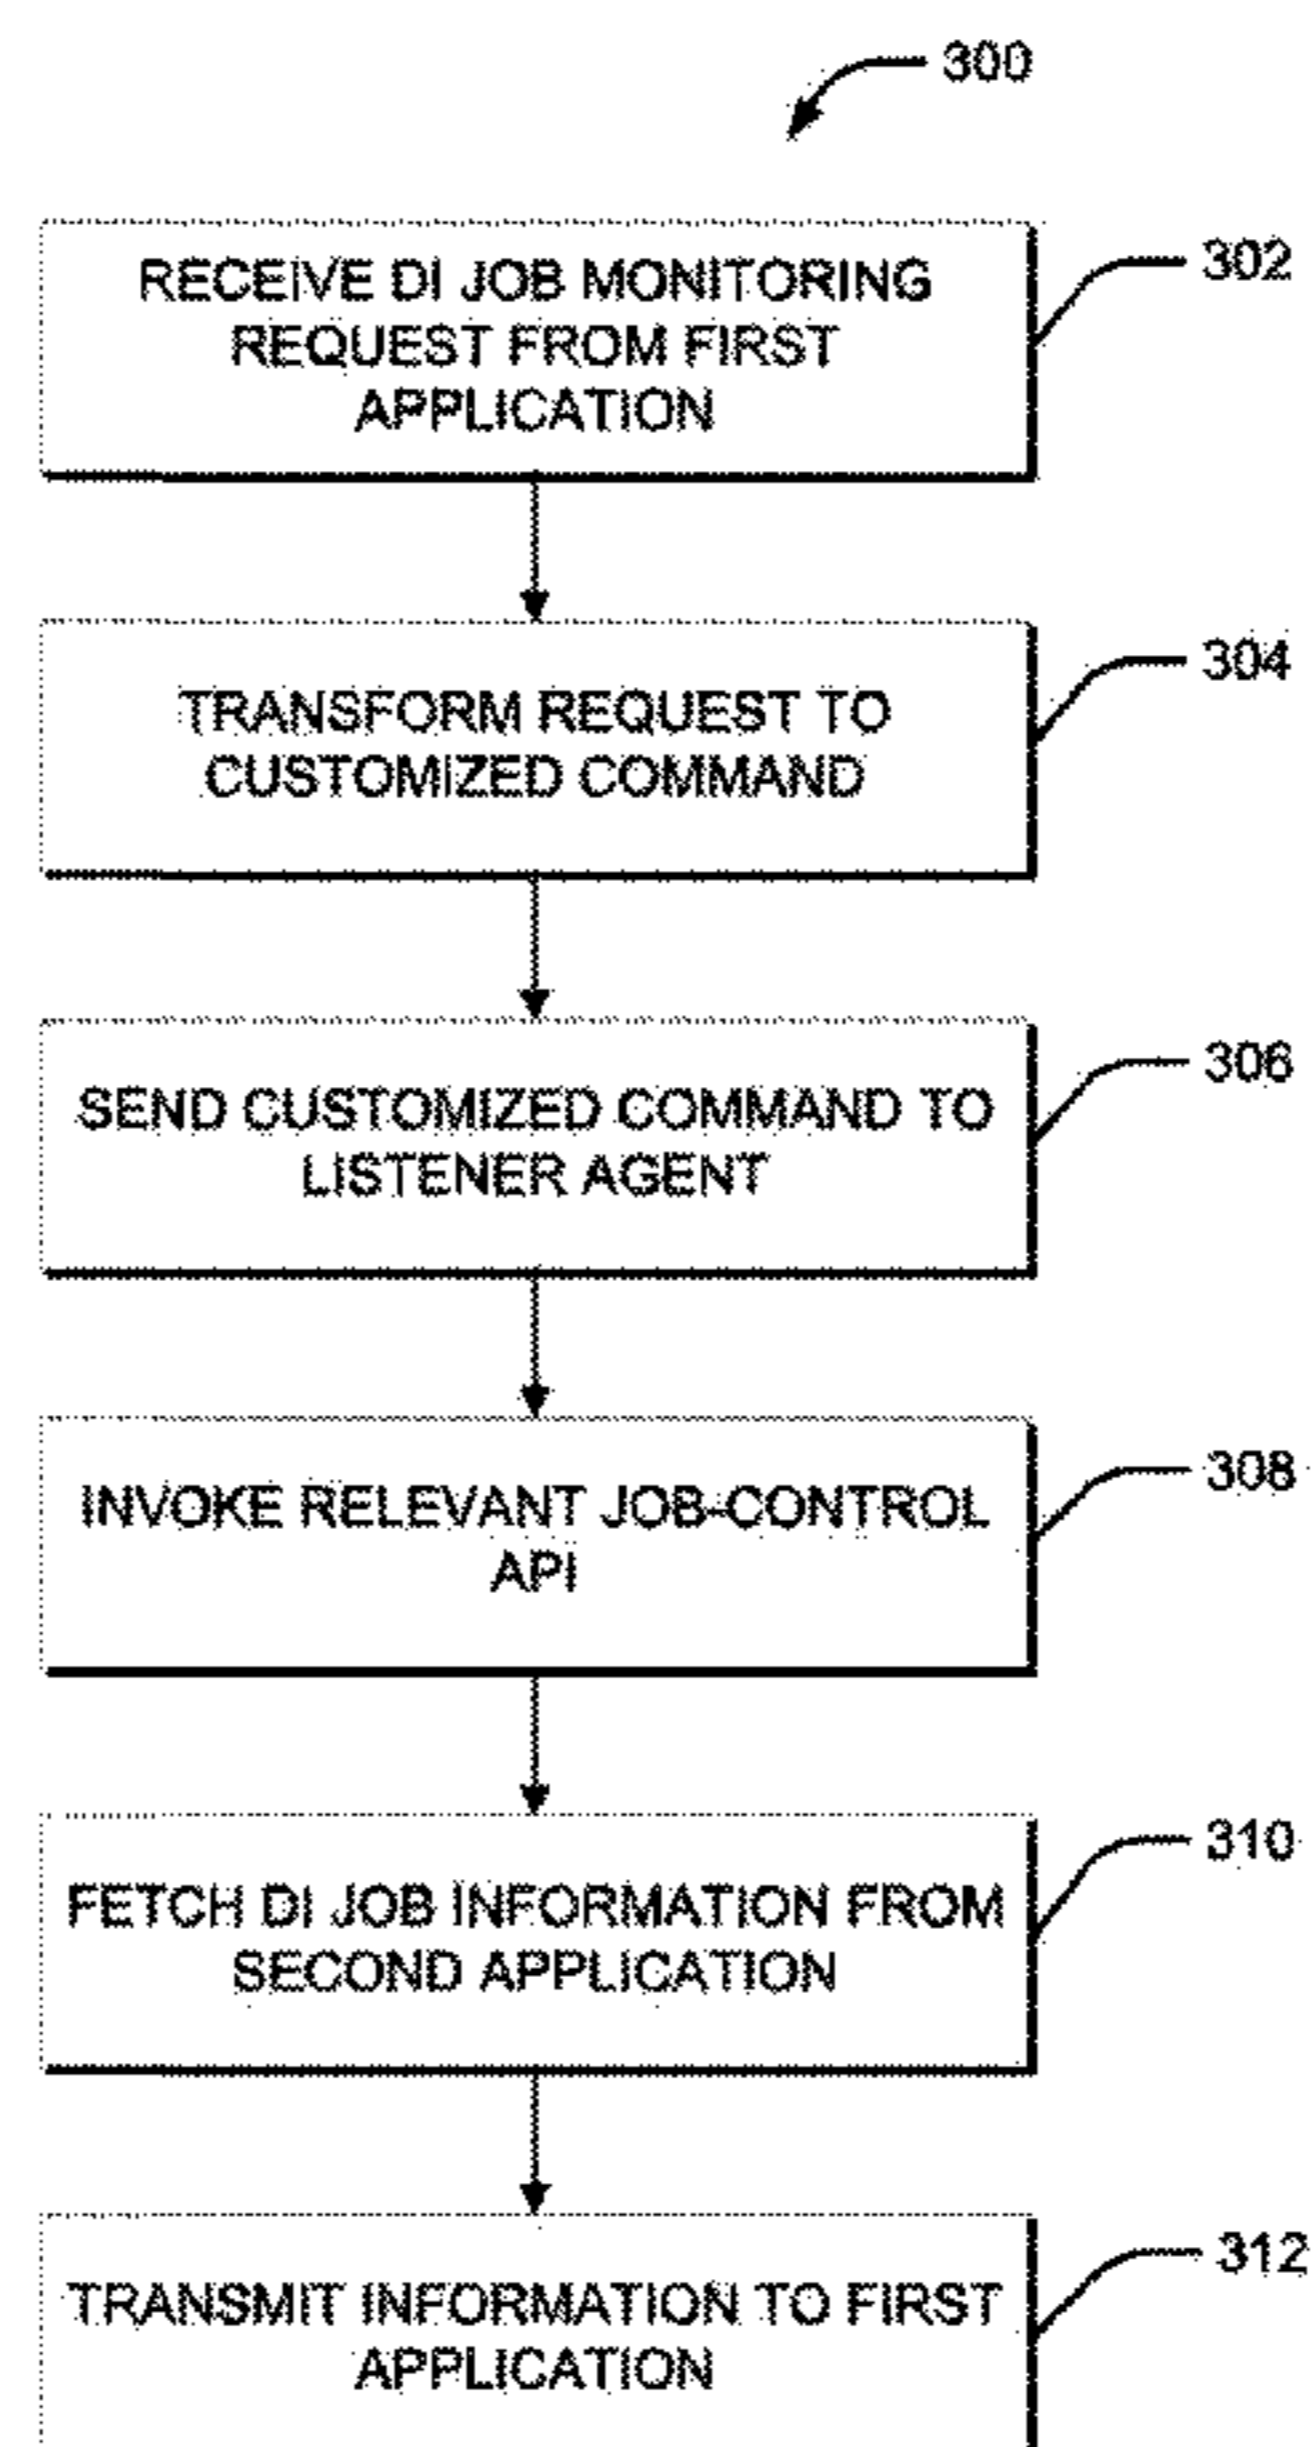 300
RECEIVE DI JOB MONITORING
REQUEST FROM FIRST
APPLICATION
302
TRANSFORM REQUEST TO
CUSTOMIZED COMMAND
304
SEND CUSTOMIZED COMMAND TO
LISTENER AGENT
306
INVOKE RELEVANT JOB-CONTROL
API
308
FETCH DI JOB INFORMATION FROM
SECOND APPLICATION
310
TRANSMIT INFORMATION TO FIRST
APPLICATION
312